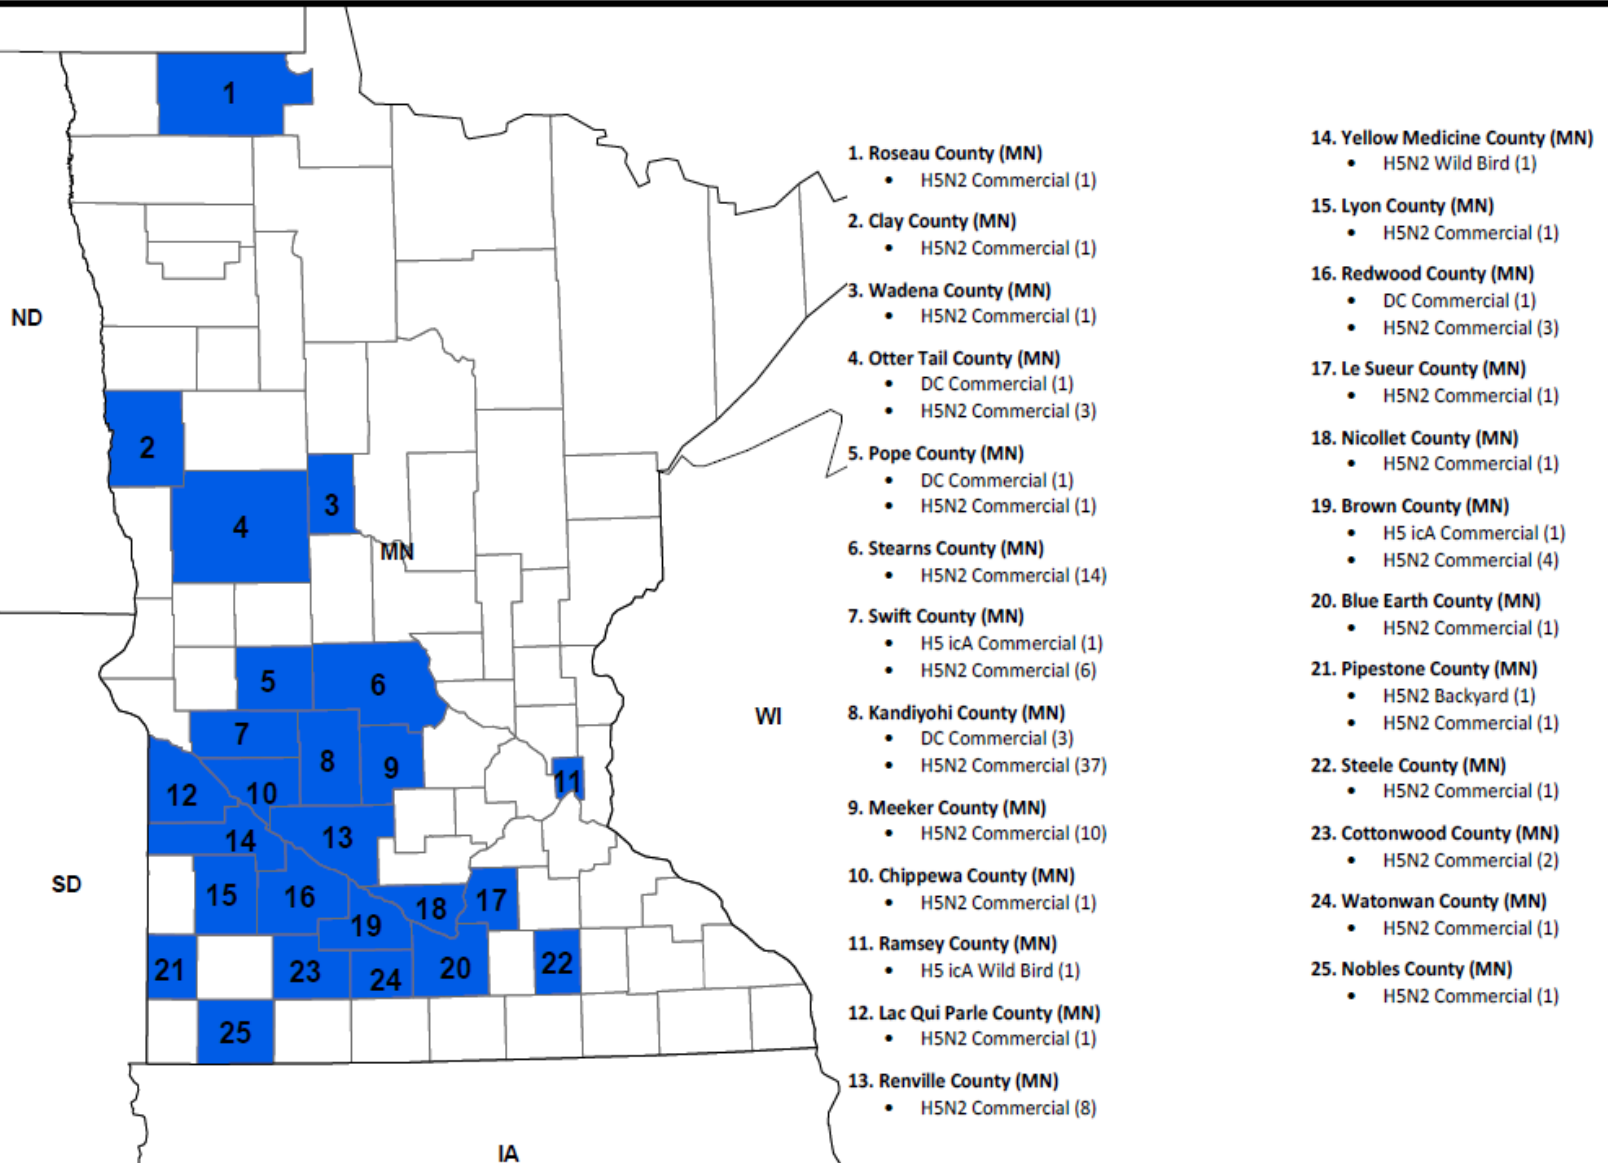 1
2
3
4
5
6
7
8
9
10
11
12
13
14
15
16
17
18
19
20
21
22
23
24
25
ND
MN
WI
SD
IA
1. Roseau County (MN)
• H5N2 Commercial (1)
2. Clay County (MN)
• H5N2 Commercial (1)
3. Wadena County (MN)
• H5N2 Commercial (1)
4. Otter Tail County (MN)
• DC Commercial (1)
• H5N2 Commercial (3)
5. Pope County (MN)
• DC Commercial (1)
• H5N2 Commercial (1)
6. Stearns County (MN)
• H5N2 Commercial (14)
7. Swift County (MN)
• H5 icA Commercial (1)
• H5N2 Commercial (6)
8. Kandiyohi County (MN)
• DC Commercial (3)
• H5N2 Commercial (37)
9. Meeker County (MN)
• H5N2 Commercial (10)
10. Chippewa County (MN)
• H5N2 Commercial (1)
11. Ramsey County (MN)
• H5 icA Wild Bird (1)
12. Lac Qui Parle County (MN)
• H5N2 Commercial (1)
13. Renville County (MN)
• H5N2 Commercial (8)
14. Yellow Medicine County (MN)
• H5N2 Wild Bird (1)
15. Lyon County (MN)
• H5N2 Commercial (1)
16. Redwood County (MN)
• DC Commercial (1)
• H5N2 Commercial (3)
17. Le Sueur County (MN)
• H5N2 Commercial (1)
18. Nicollet County (MN)
• H5N2 Commercial (1)
19. Brown County (MN)
• H5 icA Commercial (1)
• H5N2 Commercial (4)
20. Blue Earth County (MN)
• H5N2 Commercial (1)
21. Pipestone County (MN)
• H5N2 Backyard (1)
• H5N2 Commercial (1)
22. Steele County (MN)
• H5N2 Commercial (1)
23. Cottonwood County (MN)
• H5N2 Commercial (2)
24. Watonwan County (MN)
• H5N2 Commercial (1)
25. Nobles County (MN)
• H5N2 Commercial (1)